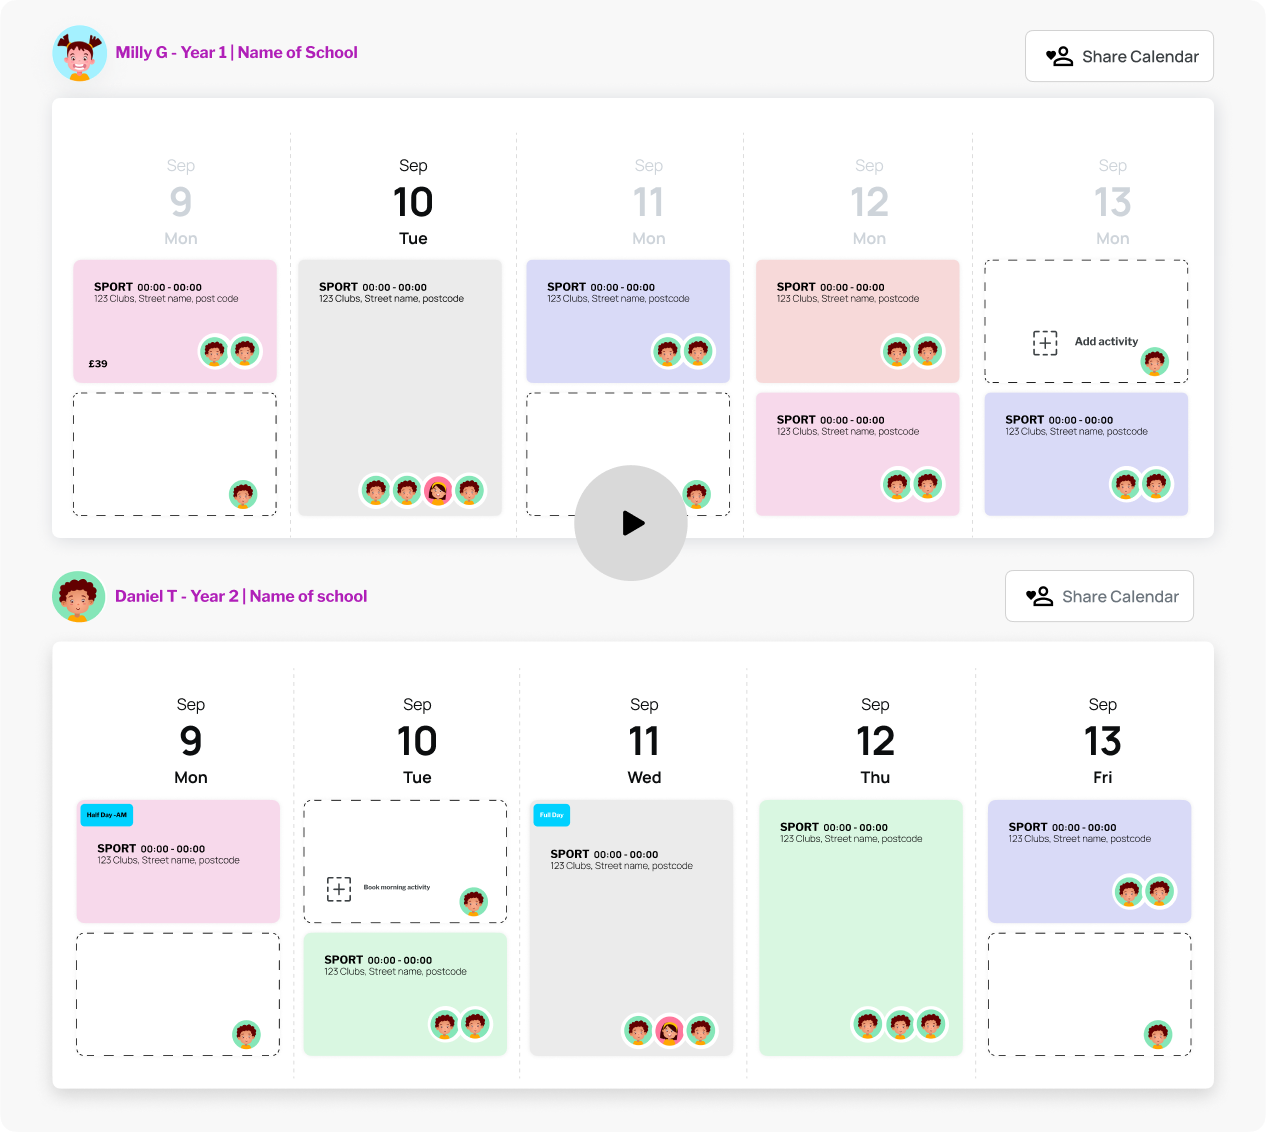 Milly G - Year 1 | Name of School
Share Calendar
Sep
9
Mon
Sep
10
Tue
Sep
11
Mon
Sep
12
Mon
Sep
13
Mon
SPORT 00:00 - 00:00
123 Clubs, Street name, post code
£39
SPORT 00:00 - 00:00
123 Clubs, Street name, postcode
SPORT 00:00 - 00:00
123 Clubs, Street name, postcode
SPORT 00:00 - 00:00
123 Clubs, Street name, postcode
Add activity
SPORT 00:00 - 00:00
123 Clubs, Street name, postcode
SPORT 00:00 - 00:00
123 Clubs, Street name, postcode
Daniel T - Year 2 | Name of school
Share Calendar
Sep
9
Mon
Sep
10
Tue
Sep
11
Wed
Sep
12
Thu
Sep
13
Fri
Half Day -AM
SPORT 00:00 - 00:00
123 Clubs, Street name, postcode
Book morning activity
SPORT 00:00 - 00:00
123 Clubs, Street name, postcode
Full Day
SPORT 00:00 - 00:00
123 Clubs, Street name, postcode
SPORT 00:00 - 00:00
123 Clubs, Street name, postcode
SPORT 00:00 - 00:00
123 Clubs, Street name, postcode